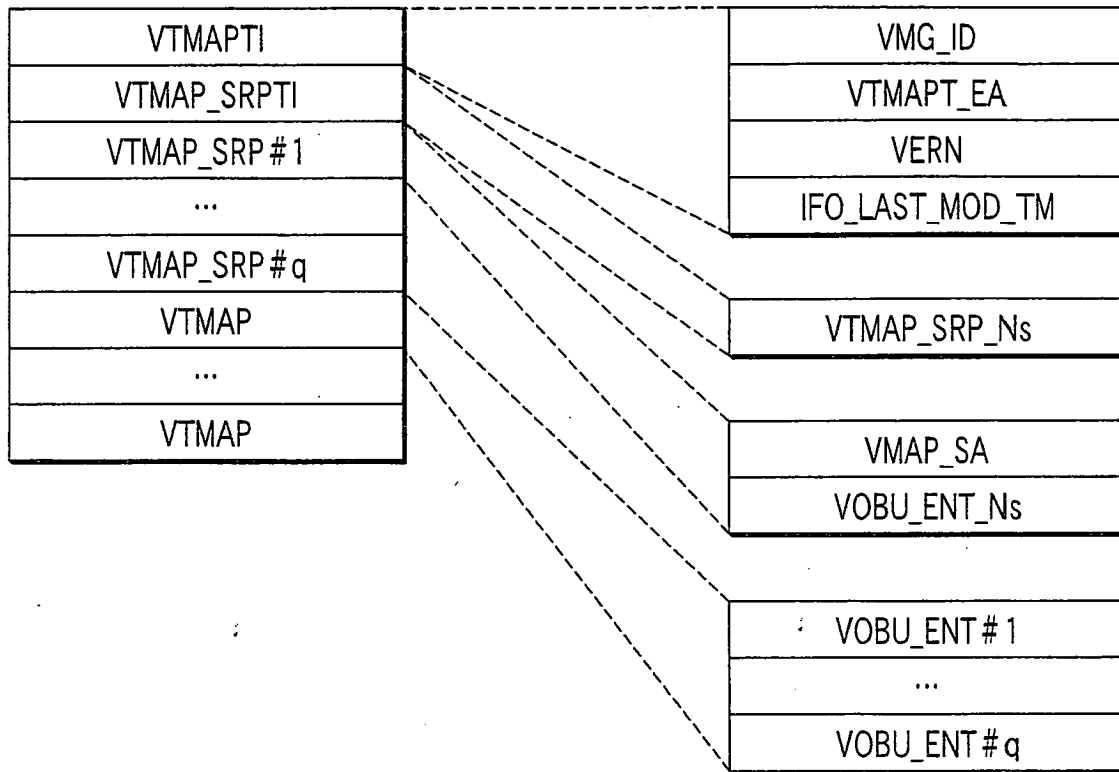 VTMAPTI
VTMAP_SRPTI
VTMAP_SRP#1
...
VTMAP_SRP#q
VTMAP
...
VTMAP
VMG_ID
VTMAPT_EA
VERN
IFO_LAST_MOD_TM
VTMAP_SRP_Ns
VMAP_SA
VOBU_ENT_Ns
VOBU_ENT#1
...
VOBU_ENT#q